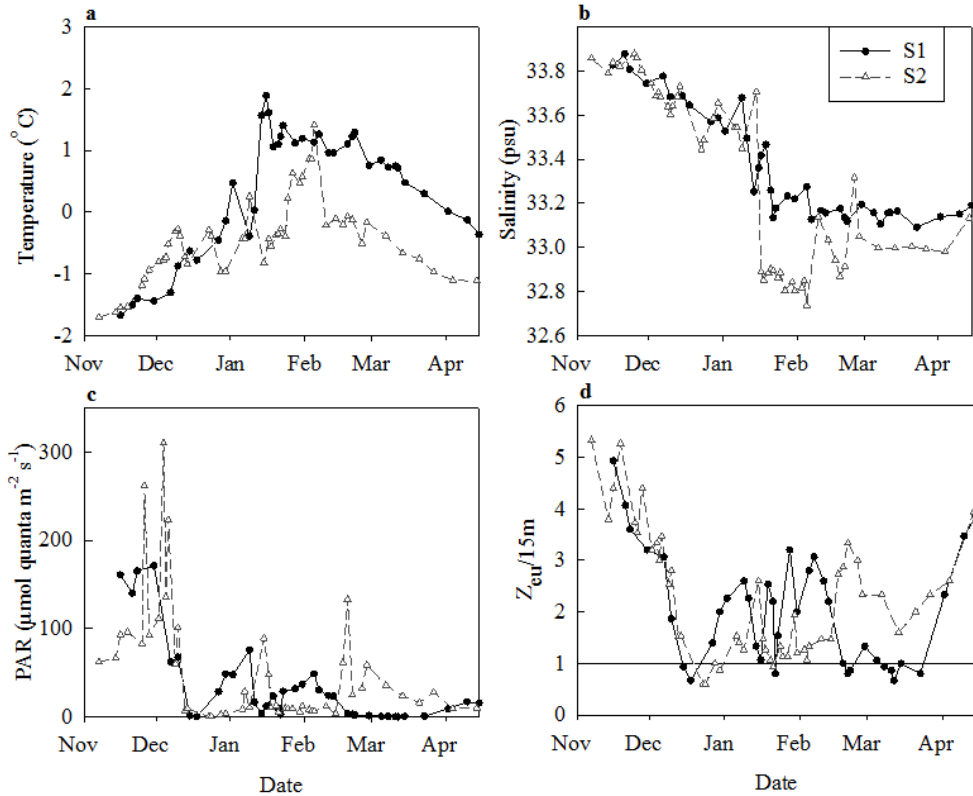 a
Temperature (° C)
3
2
1
0
-1
-2
Nov Dec Jan Feb Mar Apr
b
S1
S2
Salinity (psu)
33.8
33.6
33.4
33.2
33.0
32.8
32.6
Nov Dec Jan Feb Mar Apr
c
PAR (µmol quanta m⁻² s⁻¹)
300
200
100
0
Nov Dec Jan Feb Mar Apr
Date
d
Z_eu/15m
6
5
4
3
2
1
0
Nov Dec Jan Feb Mar Apr
Date